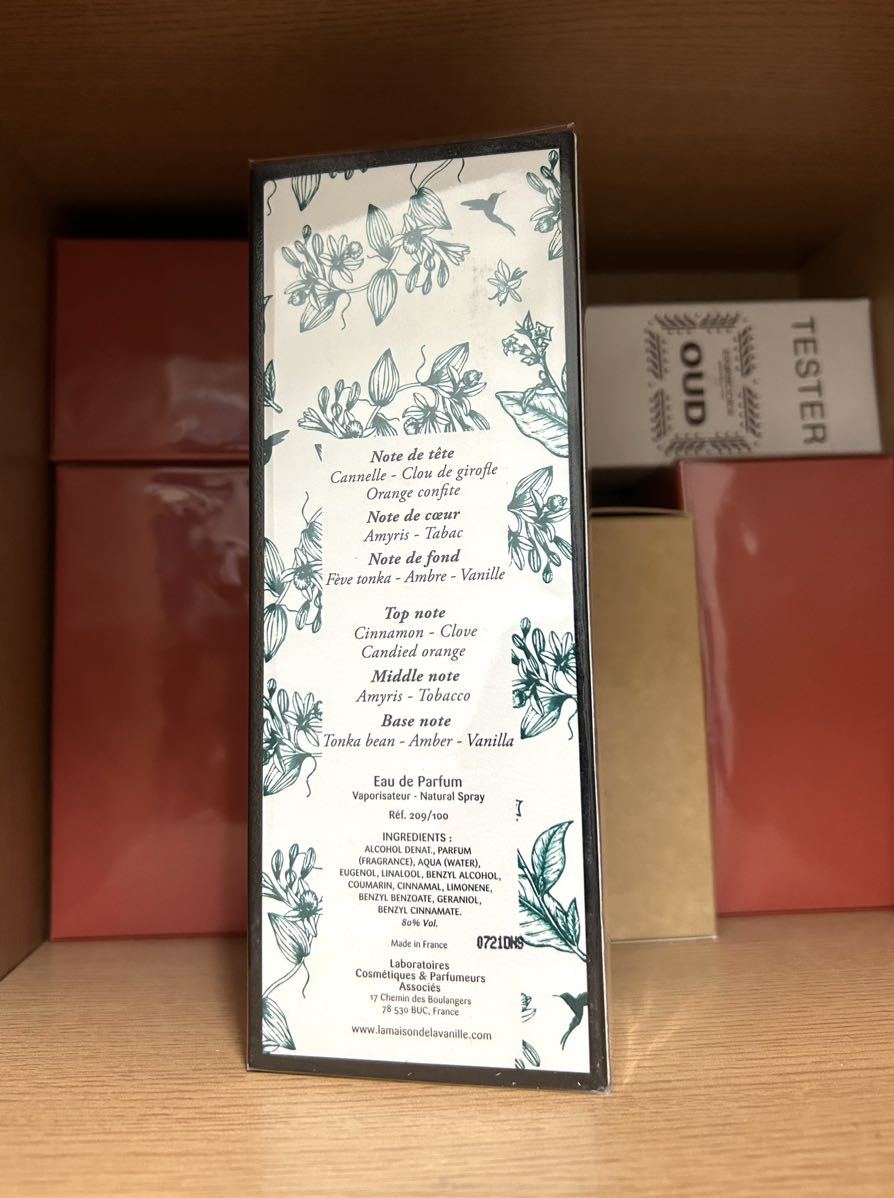 Note de tête
Cannelle - Clou de girofle
Orange confite
Note de cœur
Amyris - Tabac
Note de fond
Fève tonka - Ambre - Vanille
Top note
Cinnamon - Clove
Candied orange
Middle note
Amyris - Tobacco
Base note
Tonka bean - Amber - Vanilla
Eau de Parfum
Vaporisateur - Natural Spray
Réf. 209/100
INGREDIENTS :
ALCOHOL DENAT., PARFUM
(FRAGRANCE), AQUA (WATER),
EUGENOL, LINALOOL, BENZYL ALCOHOL,
COUMARIN, CINNAMAL, LIMONENE,
BENZYL BENZOATE, GERANIOL,
BENZYL CINNAMATE.
80% Vol.
Made in France
Laboratoires
Cosmétiques & Parfumeurs
Associés
17 Chemin des Boulangers
78 530 BUC, France
www.lamaisondelavanille.com
TESTER
OUD